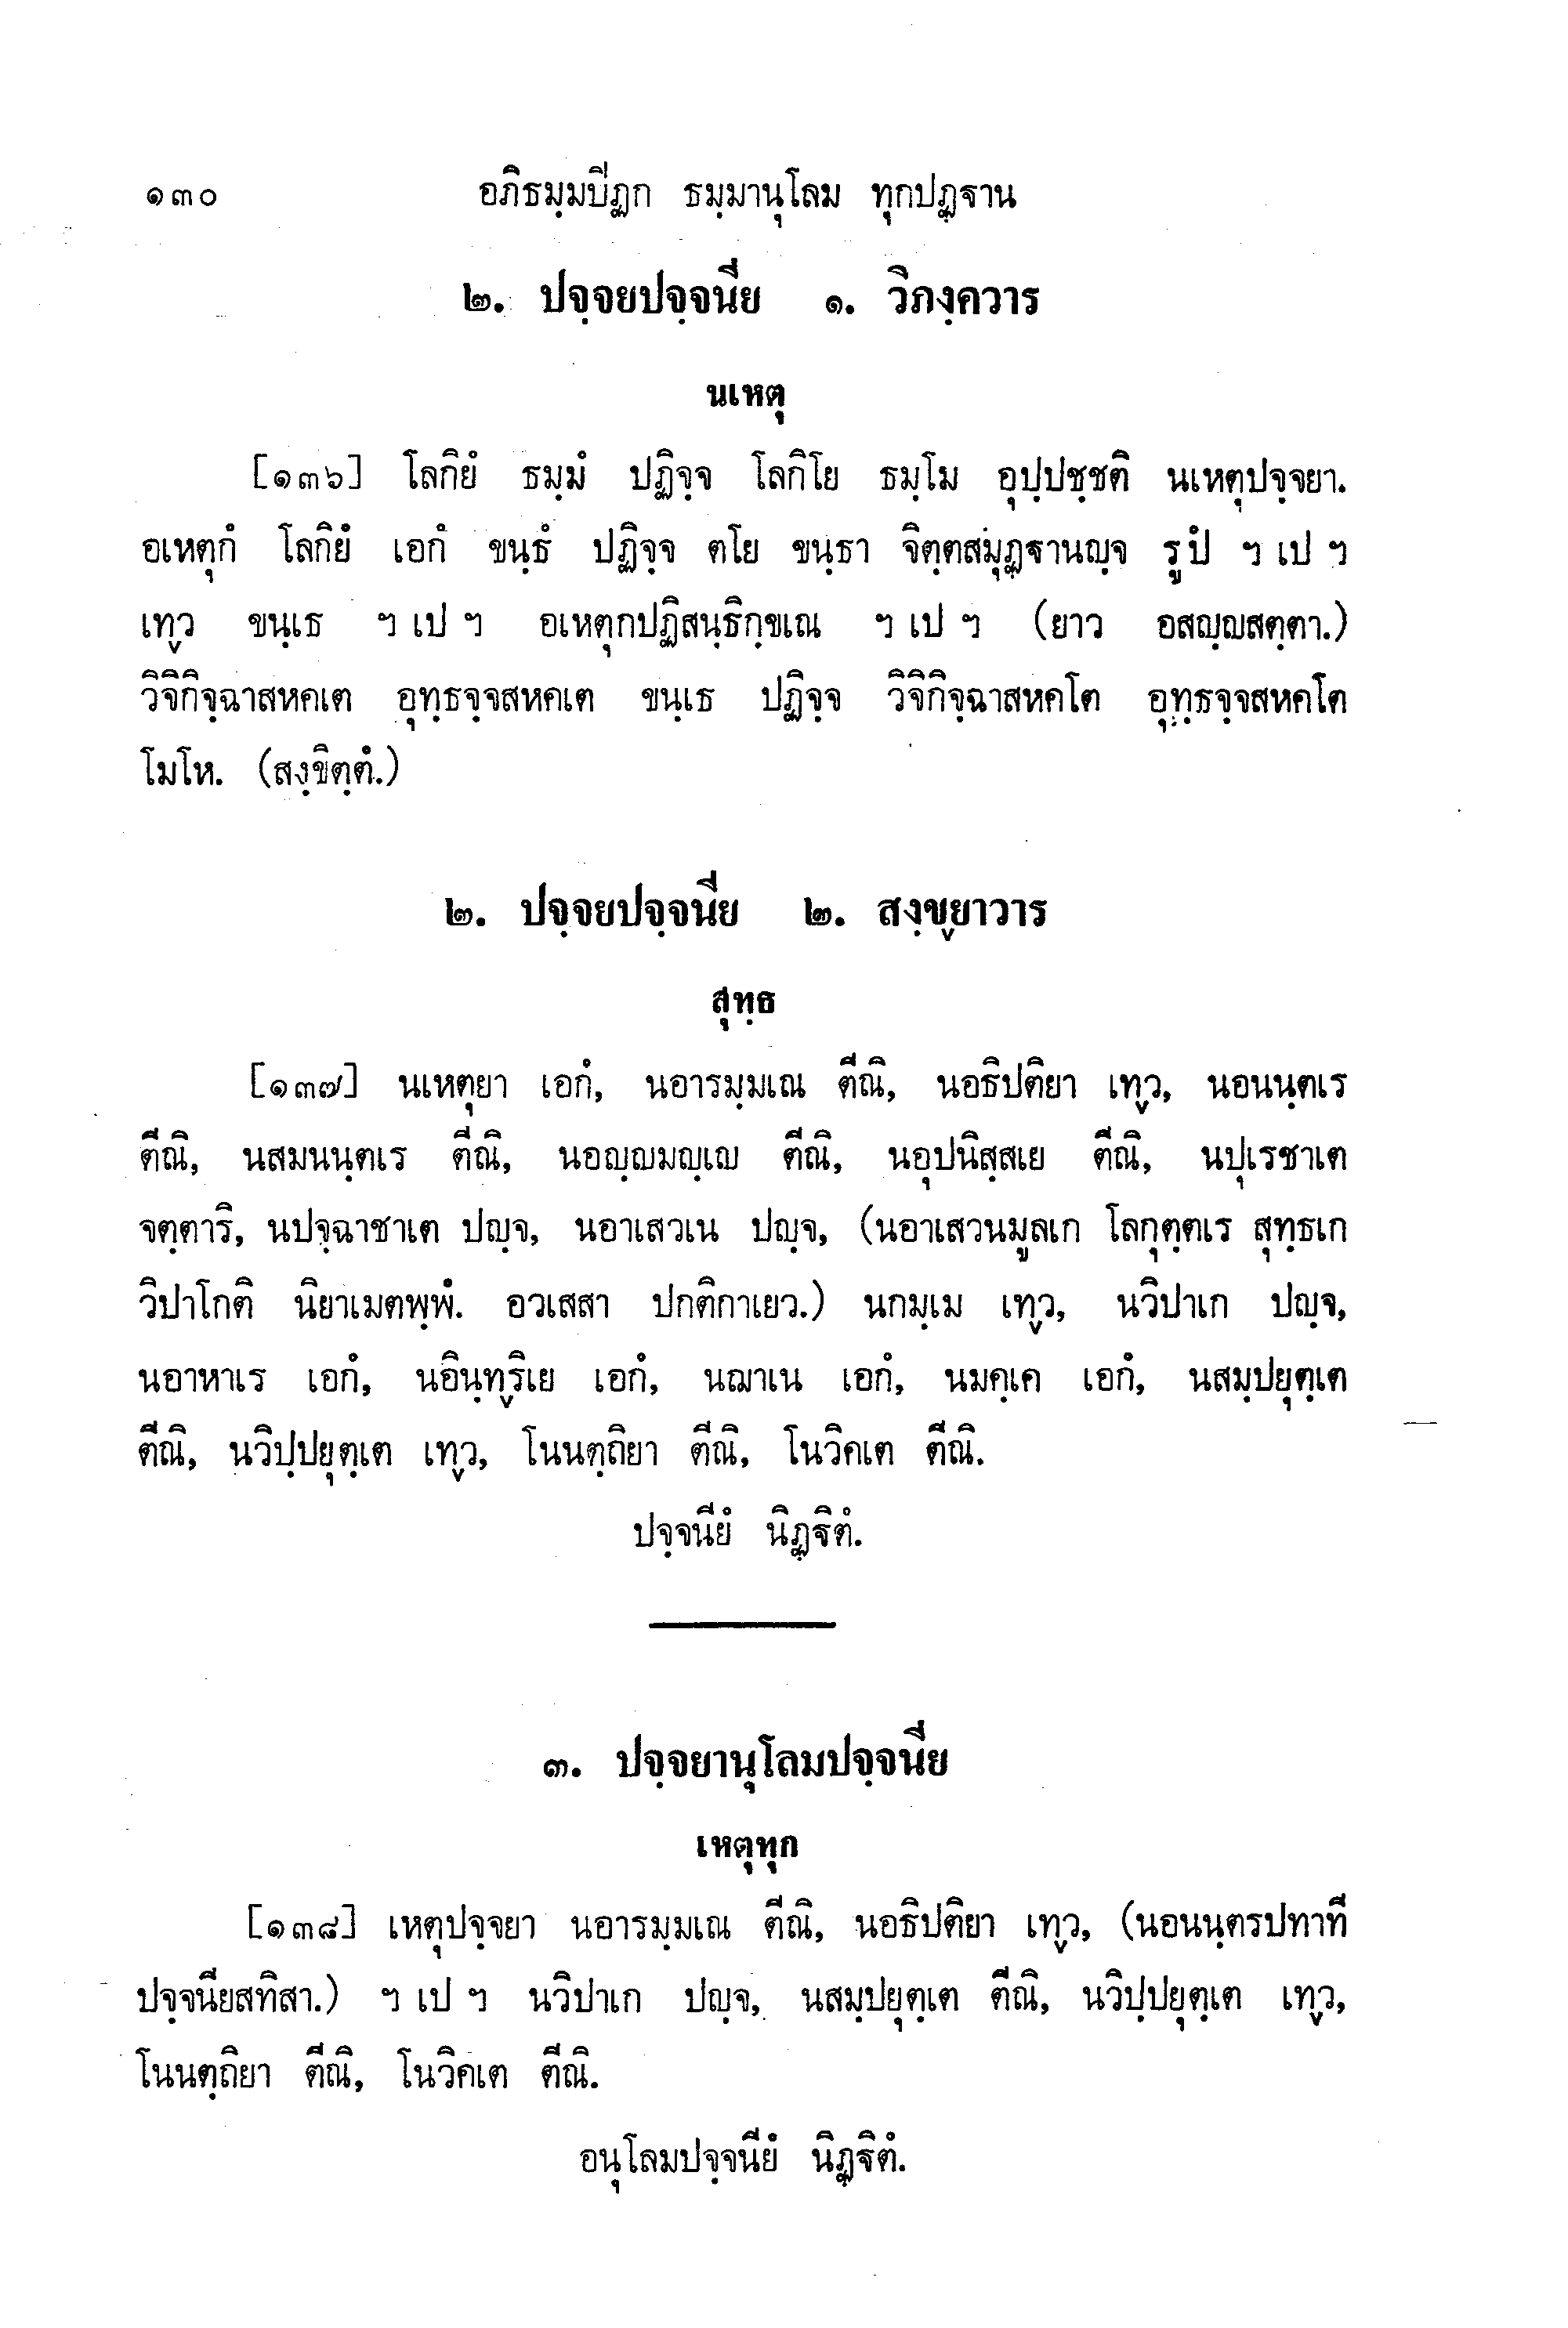 ๑๓๐ อภิธมฺมปีฏก ธมฺมานุโลม ทุกปฏฺฐาน
๒. ปจฺจยปจฺจนีย ๑. วิภงฺควาร
นเหตุ
[๑๓๖] โลกิยํ ธมฺมํ ปฏิจฺจ โลกิโย ธมฺโม อุปฺปชฺชติ นเหตุปจฺจยา.
อเหตุกํ โลกิยํ เอกํ ขนฺธํ ปฏิจฺจ ตโย ขนฺธา จิตฺตสมุฏฺฐานญฺจ รูปํ ฯ เป ฯ
เทฺว ขนฺเธ ฯ เป ฯ อเหตุกปฏิสนฺธิกฺขเณ ฯ เป ฯ (ยาว อสญฺญสตฺตา.)
วิจิกิจฺฉาสหคเต อุทฺธจฺจสหคเต ขนฺเธ ปฏิจฺจ วิจิกิจฺฉาสหคโต อุทฺธจฺจสหคโต
โมโห. (สงฺขิตฺตํ.)
๒. ปจฺจยปจฺจนีย ๒. สงฺขฺยาวาร
สุทฺธ
[๑๓๗] นเหตุยา เอกํ, นอารมฺมเณ ตีณิ, นอธิปติยา เทฺว, นอนนฺตเร
ตีณิ, นสมนนฺตเร ตีณิ, นอญฺญมญฺเญ ตีณิ, นอุปนิสฺสเย ตีณิ, นปุเรชาเต
จตฺตาริ, นปจฺฉาชาเต ปญฺจ, นอาเสวเน ปญฺจ, (นอาเสวนมูลเก โลกุตฺตเร สุทฺธเก
วิปาโกติ นิยาเมตพฺพํ. อวเสสา ปกติกาเยว.) นกมฺเม เทฺว, นวิปาเก ปญฺจ,
นอาหาเร เอกํ, นอินฺทฺริเย เอกํ, นฌาเน เอกํ, นมคฺเค เอกํ, นสมฺปยุตฺเต
ตีณิ, นวิปฺปยุตฺเต เทฺว, โนนตฺถิยา ตีณิ, โนวิคเต ตีณิ.
ปจฺจนียํ นิฏฺฐิตํ.
๓. ปจฺจยานุโลมปจฺจนีย
เหตุทุก
[๑๓๘] เหตุปจฺจยา นอารมฺมเณ ตีณิ, นอธิปติยา เทฺว, (นอนนฺตรปทาที
ปจฺจนียสทิสา.) ฯ เป ฯ นวิปาเก ปญฺจ, นสมฺปยุตฺเต ตีณิ, นวิปฺปยุตฺเต เทฺว,
โนนตฺถิยา ตีณิ, โนวิคเต ตีณิ.
อนุโลมปจฺจนียํ นิฏฺฐิตํ.